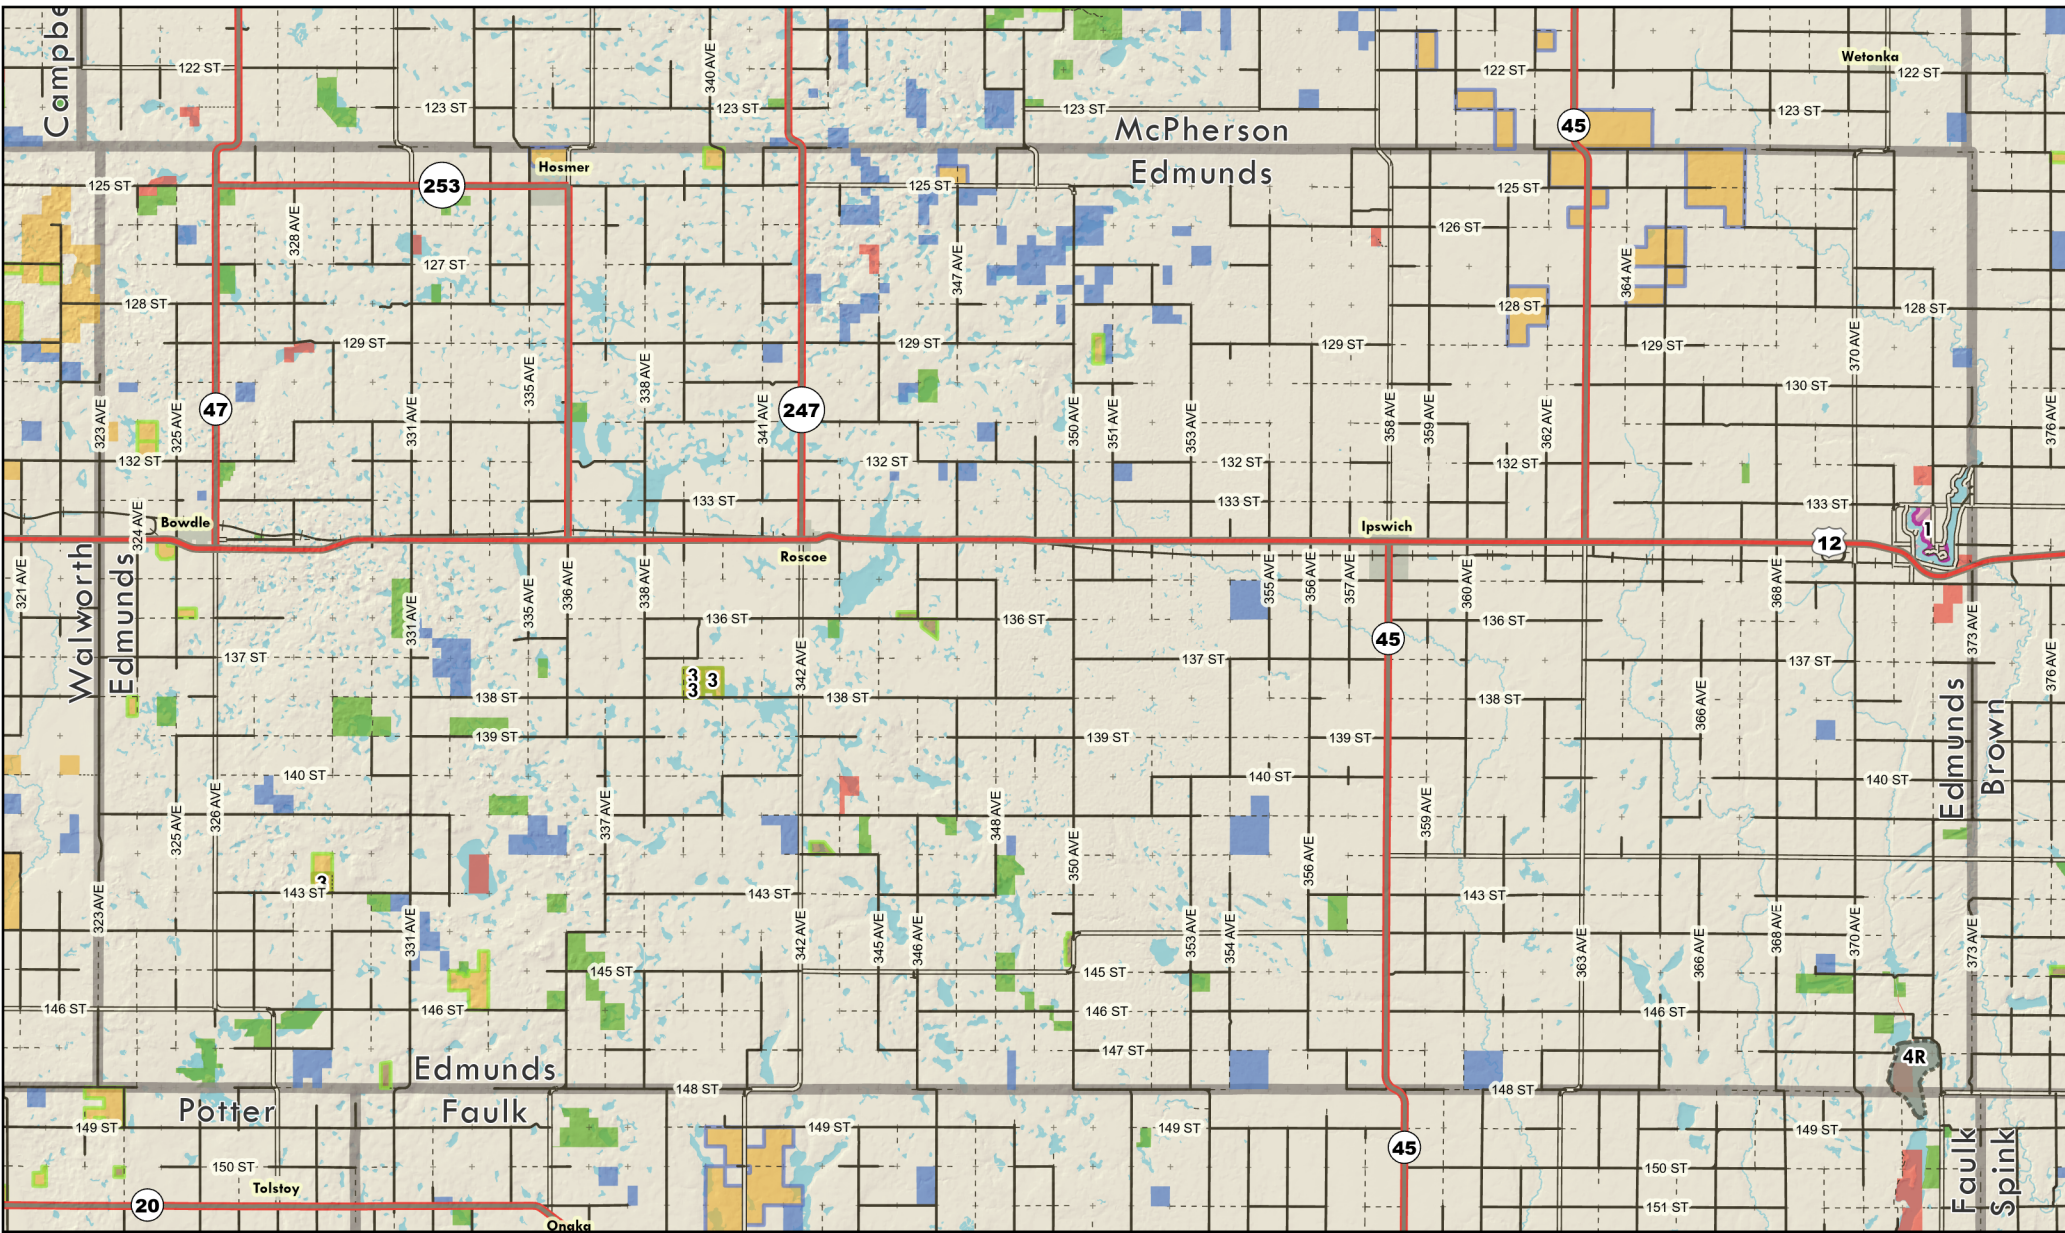 Campbe
122 ST
340 AVE
122 ST
Wetonka
122 ST
123 ST
123 ST
123 ST
123 ST
45
McPherson
Edmunds
Hosmer
125 ST
253
125 ST
125 ST
328 AVE
126 ST
127 ST
347 AVE
364 AVE
128 ST
128 ST
128 ST
129 ST
129 ST
129 ST
129 ST
370 AVE
335 AVE
338 AVE
130 ST
47
247
323 AVE
325 AVE
331 AVE
341 AVE
350 AVE
351 AVE
353 AVE
358 AVE
359 AVE
362 AVE
376 AVE
132 ST
132 ST
132 ST
132 ST
133 ST
133 ST
133 ST
324 AVE
Bowdle
Roscoe
Ipswich
12
1
Walworth
Edmunds
321 AVE
331 AVE
335 AVE
336 AVE
338 AVE
355 AVE
356 AVE
357 AVE
360 AVE
368 AVE
373 AVE
136 ST
136 ST
136 ST
45
137 ST
137 ST
137 ST
342 AVE
376 AVE
3
3
3
138 ST
138 ST
138 ST
366 AVE
139 ST
139 ST
139 ST
Edmunds
Brown
140 ST
140 ST
140 ST
325 AVE
326 AVE
337 AVE
348 AVE
350 AVE
356 AVE
359 AVE
3
143 ST
143 ST
143 ST
323 AVE
331 AVE
342 AVE
345 AVE
346 AVE
353 AVE
354 AVE
363 AVE
366 AVE
368 AVE
370 AVE
373 AVE
145 ST
145 ST
146 ST
146 ST
146 ST
146 ST
147 ST
4R
Edmunds
148 ST
148 ST
Potter
Faulk
149 ST
149 ST
149 ST
149 ST
45
150 ST
150 ST
Tolstoy
20
151 ST
Onaka
Faulk
Spink